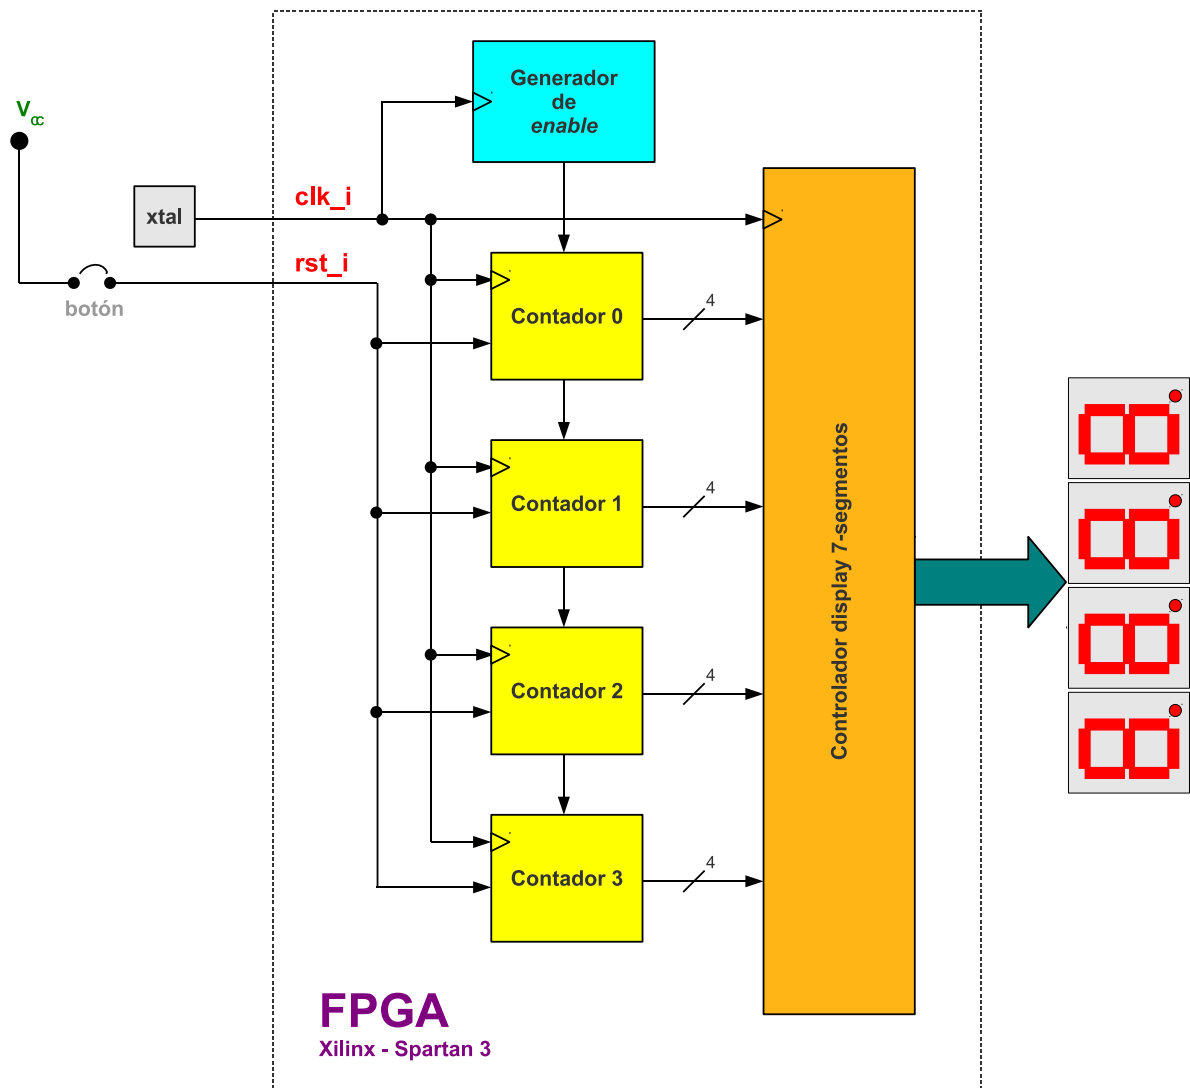 Generador
de
enable
Vcc
xtal
clk_i
rst_i
botón
Contador 0
4
Contador 1
4
Contador 2
4
Contador 3
4
Controlador display 7-segmentos
FPGA
Xilinx - Spartan 3